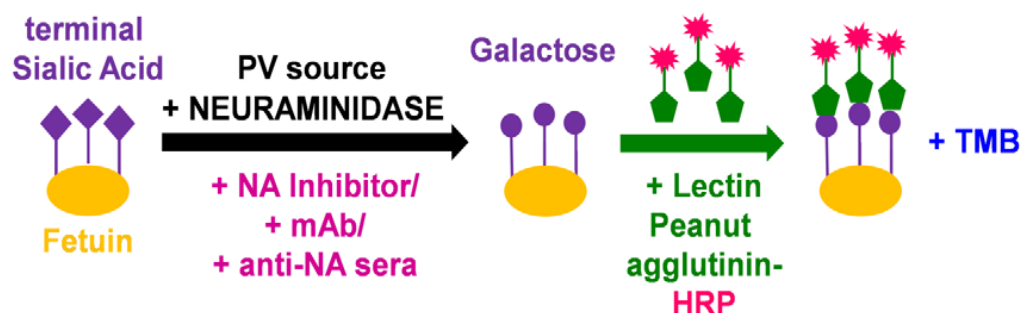 terminal
Sialic Acid
Fetuin
PV source
+ NEURAMINIDASE
+ NA Inhibitor/
+ mAb/
+ anti-NA sera
Galactose
+ Lectin
Peanut
agglutinin-
HRP
+ TMB